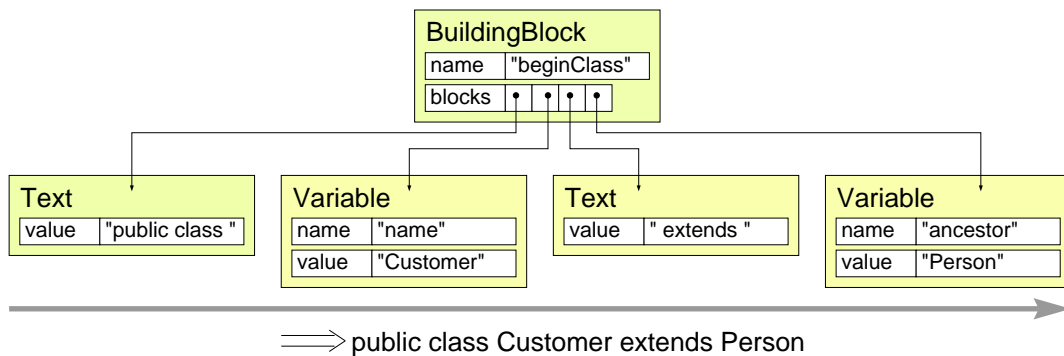 BuildingBlock
name "beginClass"
blocks
Text
value "public class "
Variable
name "name"
value "Customer"
Text
value " extends "
Variable
name "ancestor"
value "Person"
public class Customer extends Person